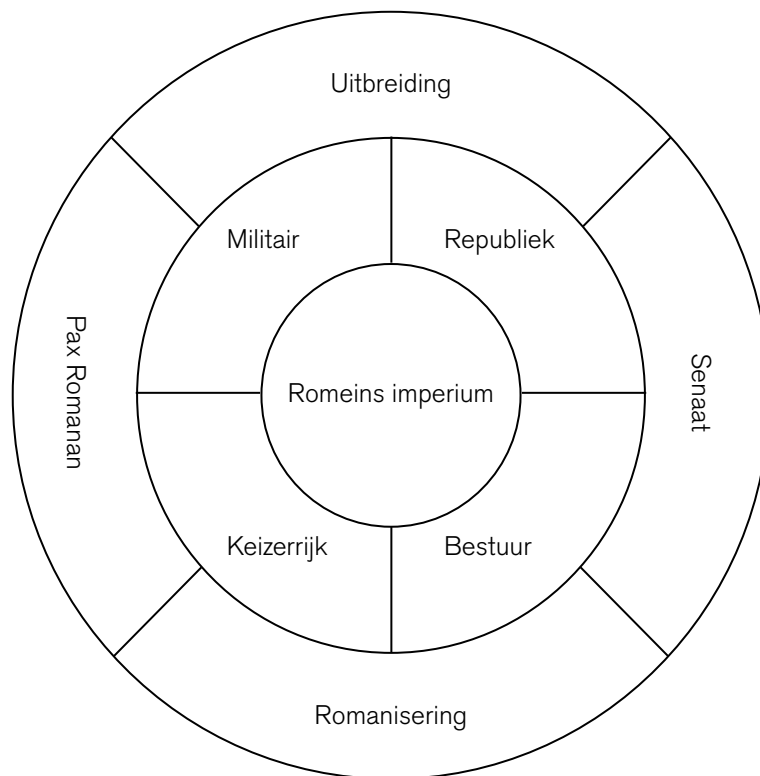 Uitbreiding
Militair
Republiek
Pax Romanan
Romeins imperium
Senaat
Keizerrijk
Bestuur
Romanisering